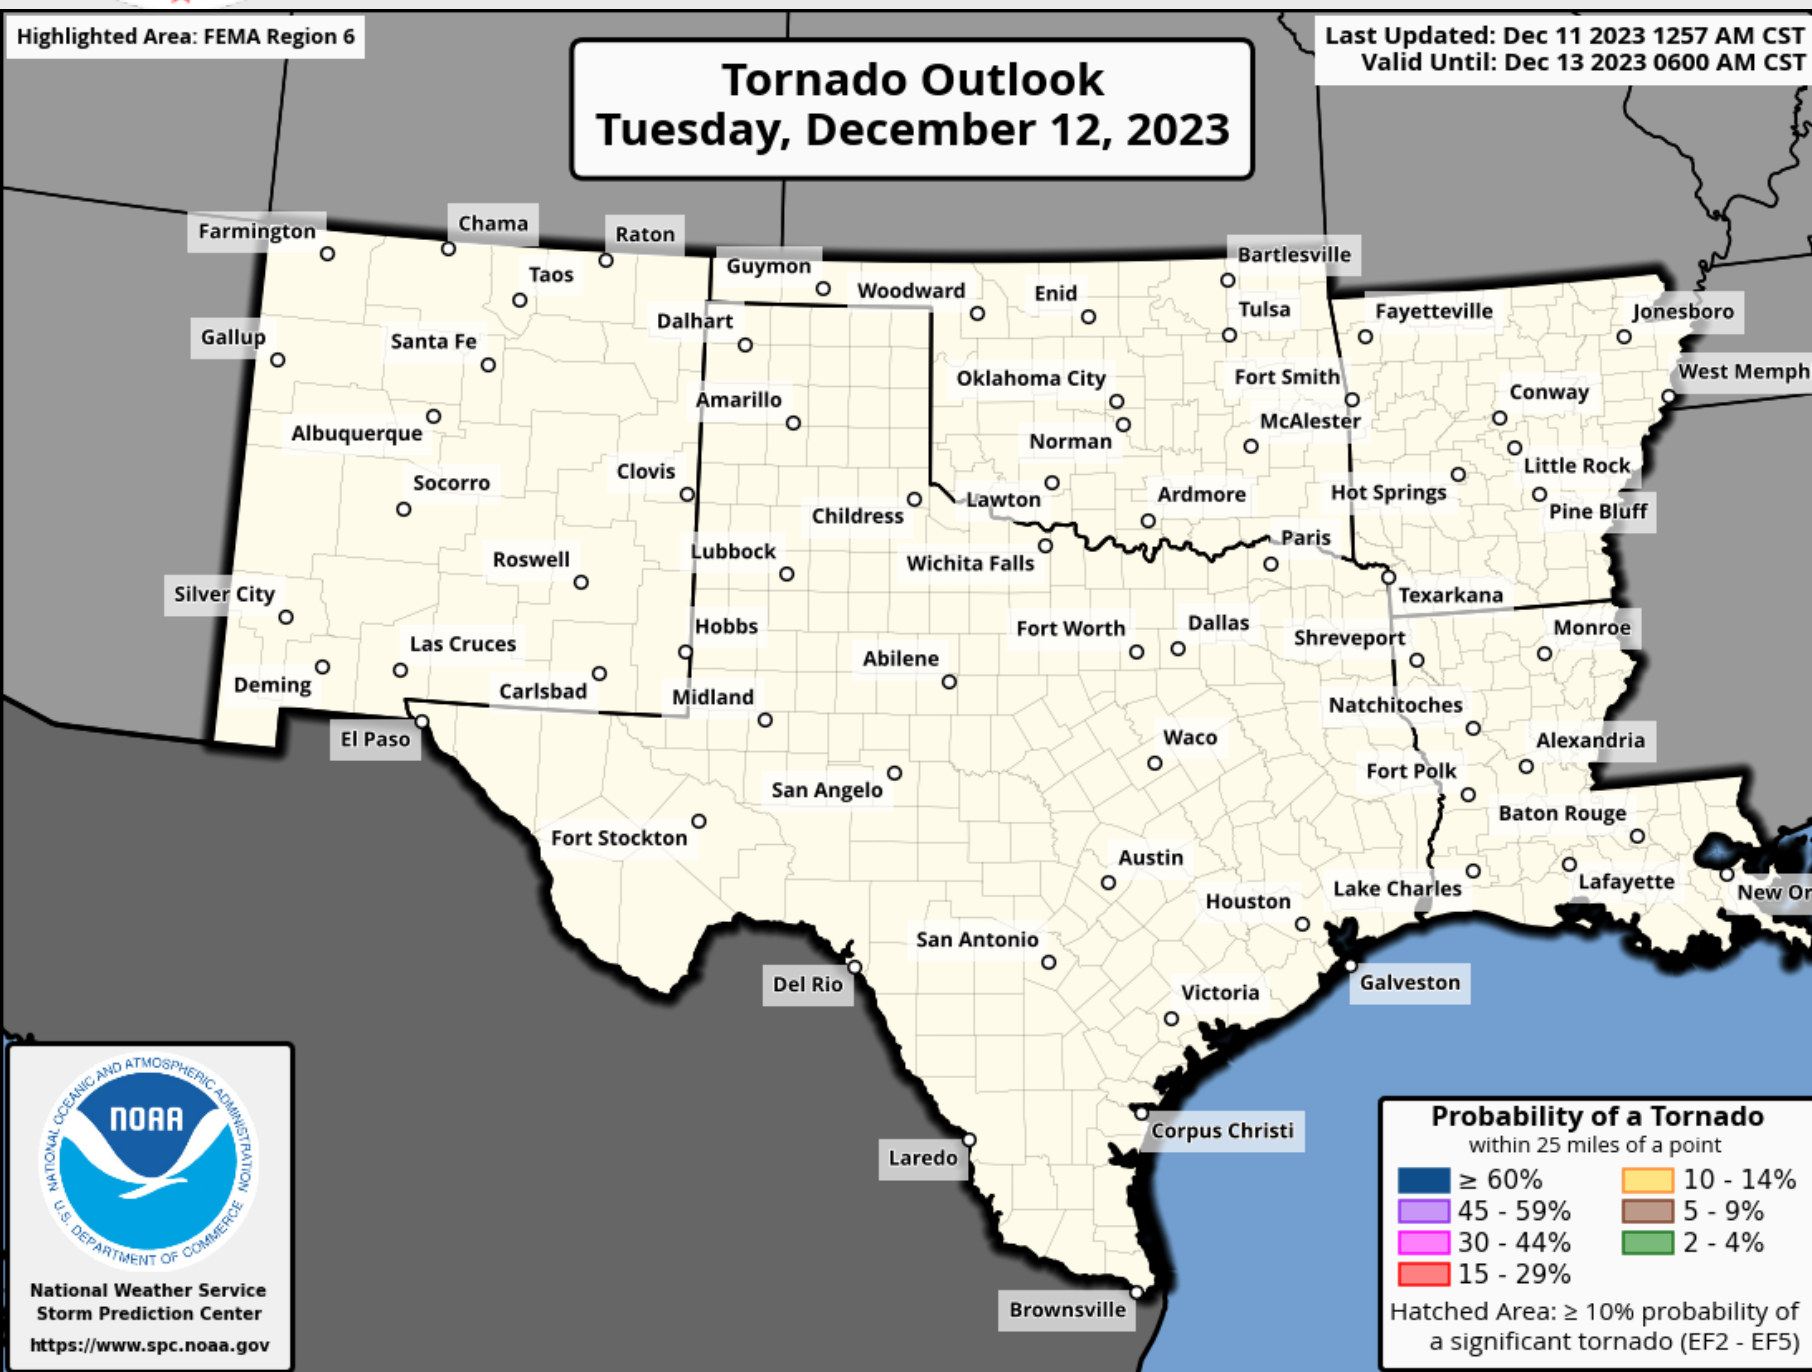 Highlighted Area: FEMA Region 6
Last Updated: Dec 11 2023 1257 AM CST
Valid Until: Dec 13 2023 0600 AM CST
Tornado Outlook
Tuesday, December 12, 2023
Farmington
Chama
Raton
Taos
Guymon
Woodward
Enid
Bartlesville
Tulsa
Fayetteville
Jonesboro
Gallup
Santa Fe
Dalhart
Oklahoma City
Fort Smith
West Memph
Amarillo
Conway
Albuquerque
Norman
McAlester
Socorro
Clovis
Little Rock
Lawton
Ardmore
Hot Springs
Pine Bluff
Childress
Roswell
Lubbock
Wichita Falls
Paris
Silver City
Texarkana
Las Cruces
Hobbs
Fort Worth
Dallas
Shreveport
Monroe
Abilene
Deming
Carlsbad
Midland
Natchitoches
El Paso
Waco
Alexandria
San Angelo
Fort Polk
Fort Stockton
Baton Rouge
Austin
Lake Charles
Lafayette
New Or
Houston
San Antonio
Del Rio
Victoria
Galveston
Corpus Christi
Laredo
Brownsville
NATIONAL OCEANIC AND ATMOSPHERIC ADMINISTRATION
NOAA
U.S. DEPARTMENT OF COMMERCE
National Weather Service
Storm Prediction Center
https://www.spc.noaa.gov
Probability of a Tornado
within 25 miles of a point
≥ 60%
10 - 14%
45 - 59%
5 - 9%
30 - 44%
2 - 4%
15 - 29%
Hatched Area: ≥ 10% probability of
a significant tornado (EF2 - EF5)